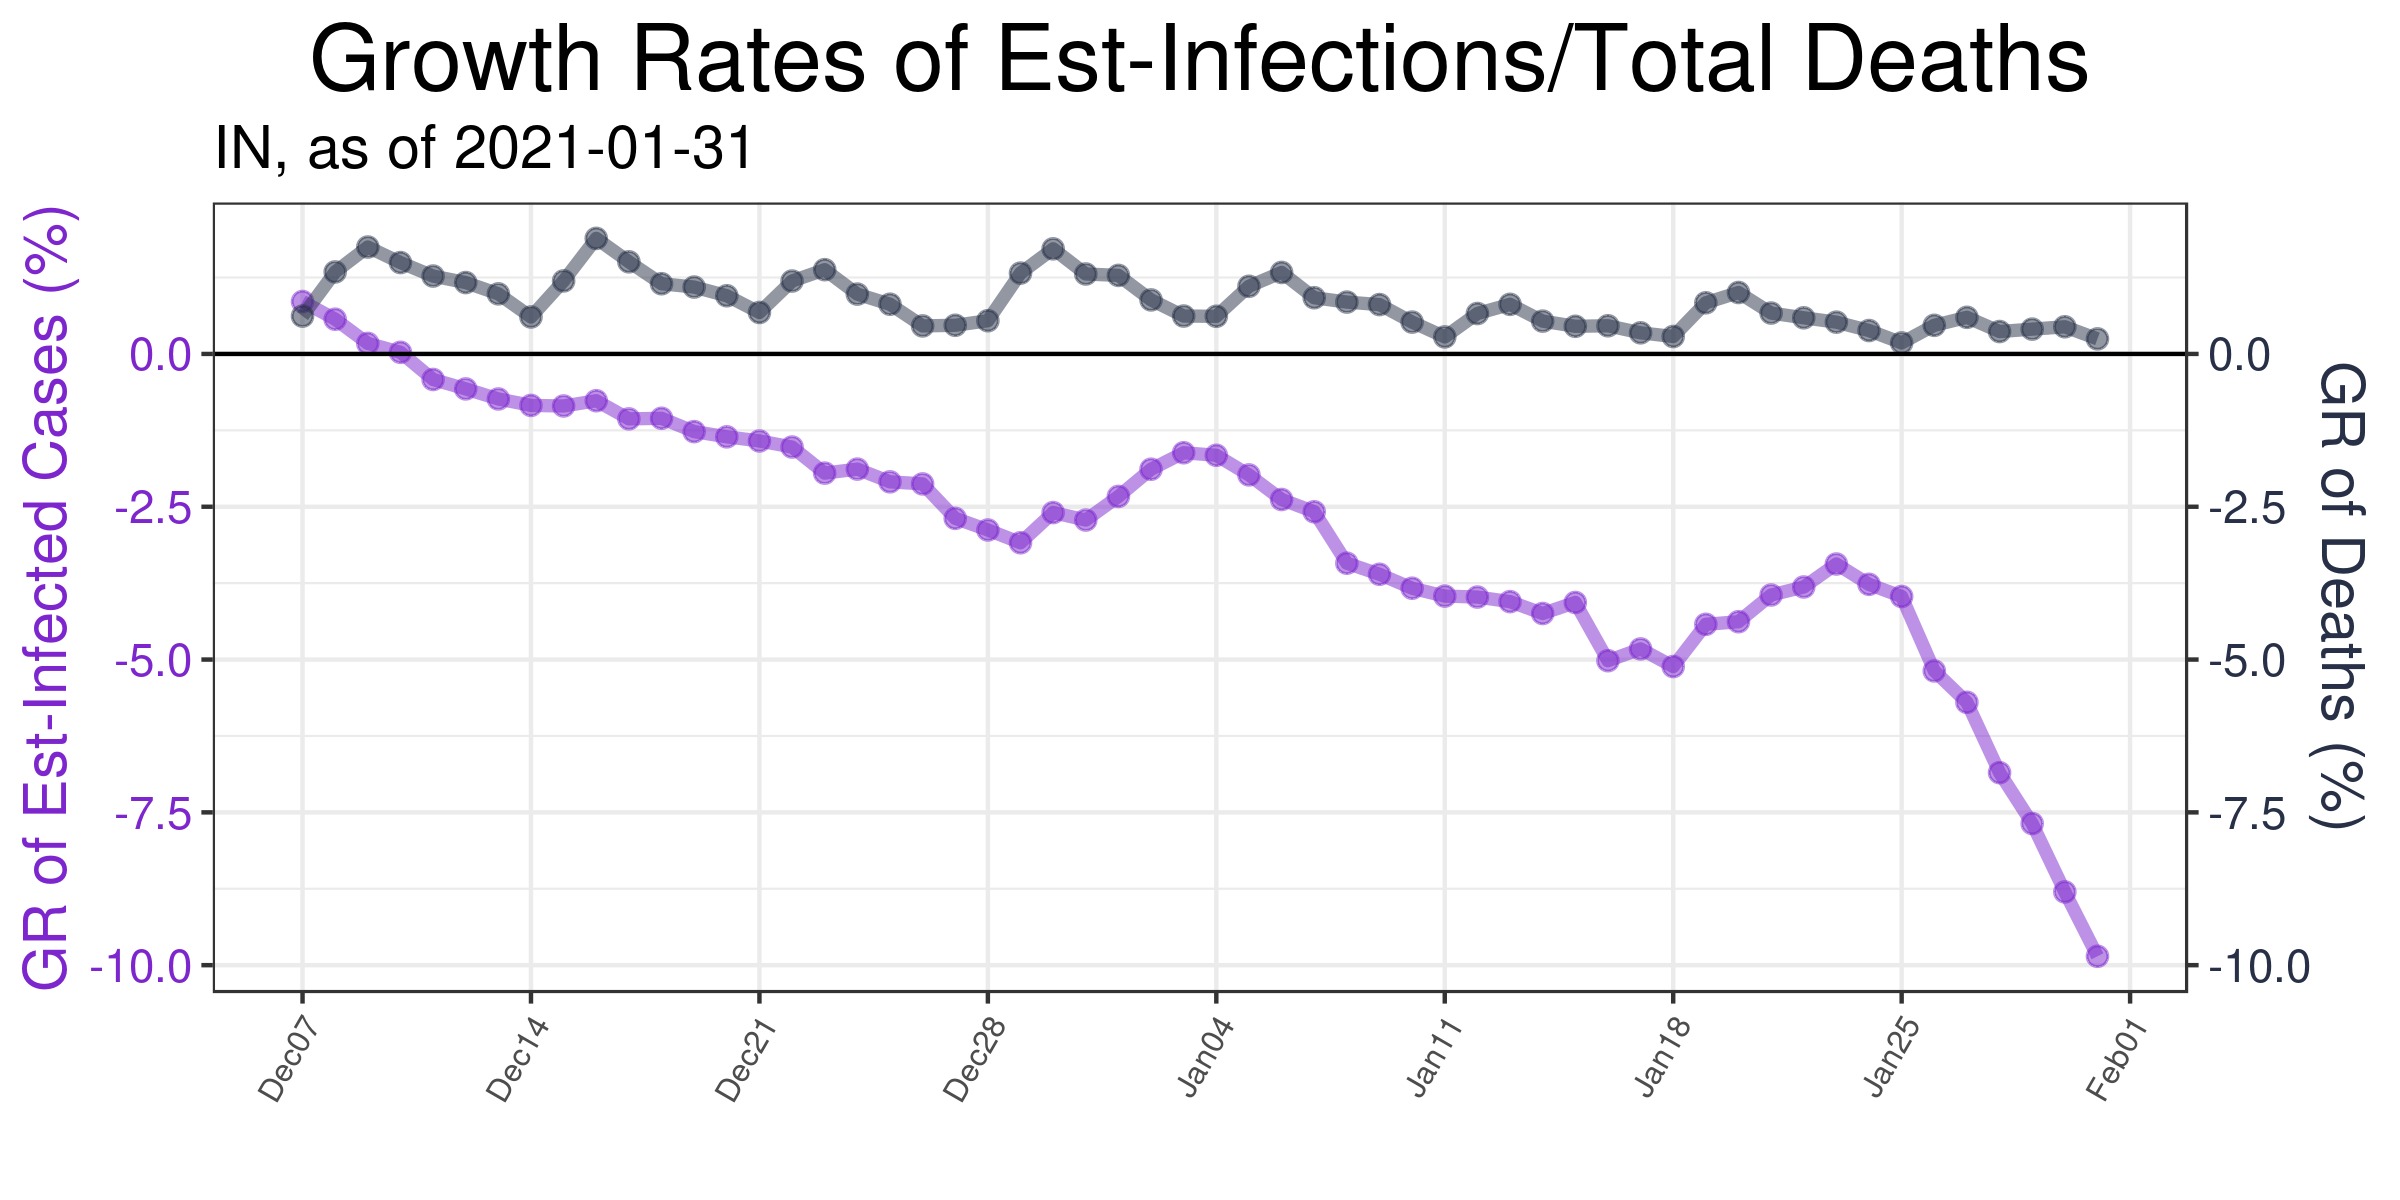 Growth Rates of Est-Infections/Total Deaths
IN, as of 2021-01-31
GR of Est-Infected Cases (%)
0.0
-2.5
-5.0
-7.5
-10.0
0.0
-2.5
-5.0
-7.5
-10.0
GR of Deaths (%)
Dec07
Dec14
Dec21
Dec28
Jan04
Jan11
Jan18
Jan25
Feb01